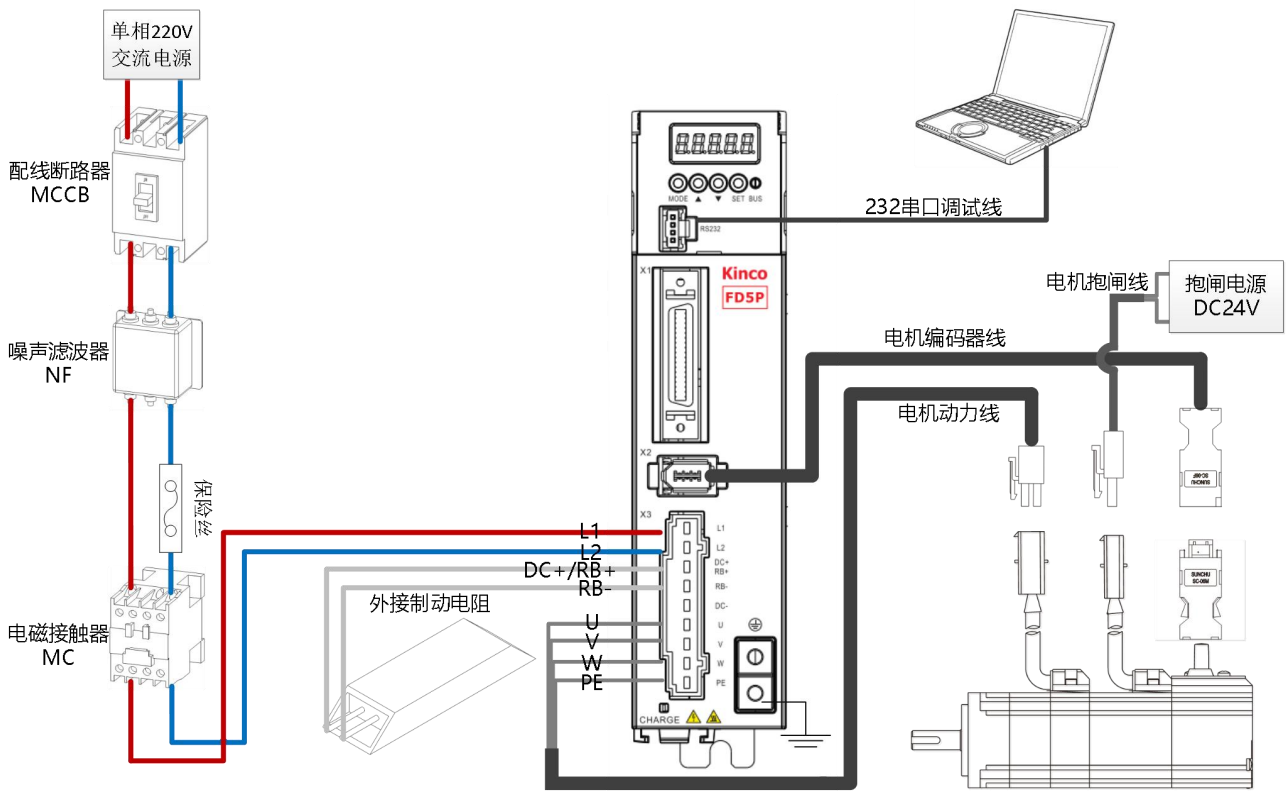 单相220V
交流电源
配线断路器
MCCB
噪声滤波器
NF
保险丝
电磁接触器
MC
MODE ▲ ▼ SET BUS
RS232
232串口调试线
X1
Kinco
FD5P
电机抱闸线
抱闸电源
DC24V
电机编码器线
电机动力线
X2
SUNCHU
SC-06F
SUNCHU
SC-06M
X3
L1
L2
DC+/RB+
RB-
外接制动电阻
U
V
W
PE
L1
L2
DC+
RB+
RB-
DC-
U
V
W
PE
CHARGE